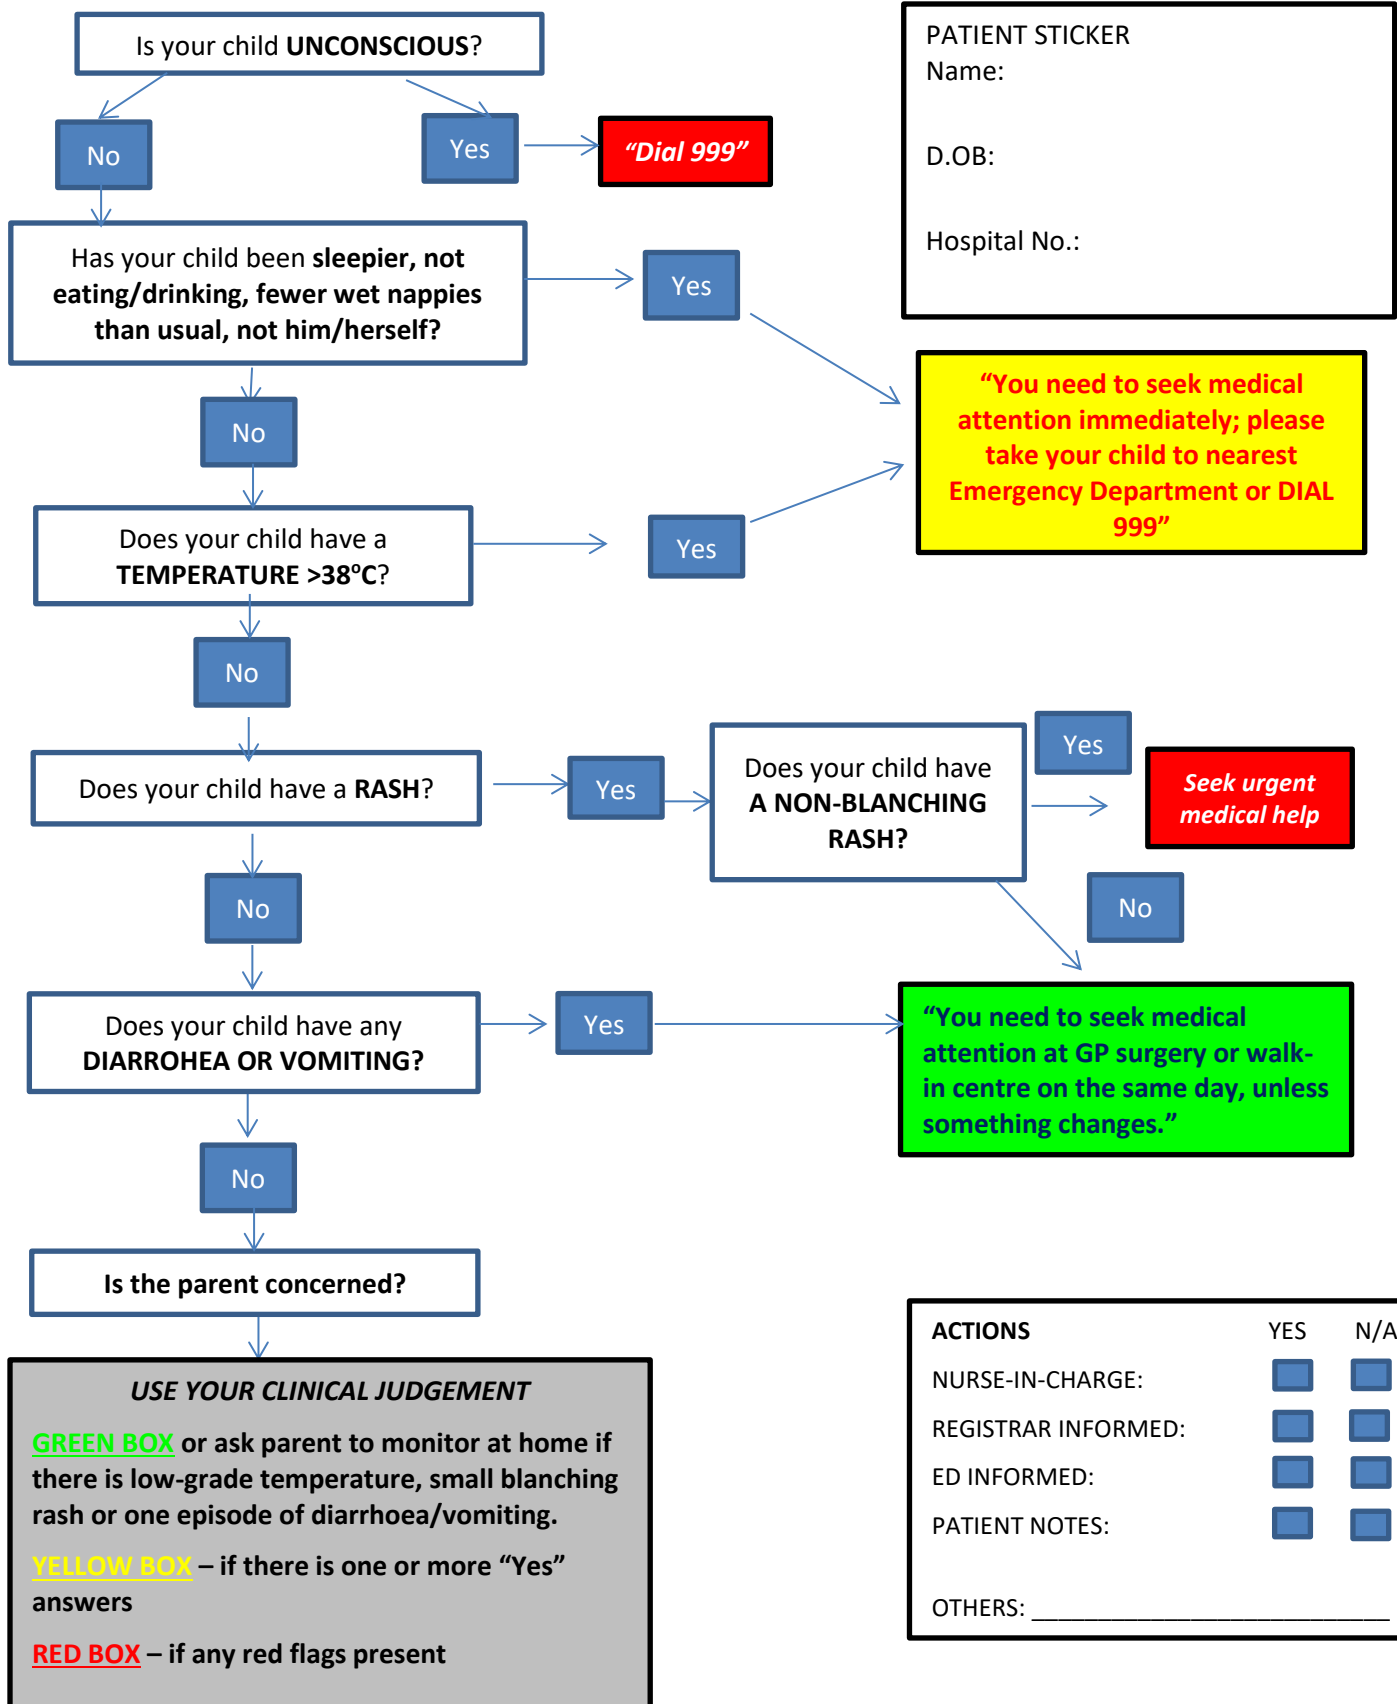 Is your child UNCONSCIOUS?
PATIENT STICKER
Name:
D.OB:
Hospital No.:
No
Yes
“Dial 999”
Has your child been sleepier, not
eating/drinking, fewer wet nappies
than usual, not him/herself?
Yes
“You need to seek medical
attention immediately; please
take your child to nearest
Emergency Department or DIAL
999”
No
Does your child have a
TEMPERATURE >38°C?
Yes
No
Does your child have a RASH?
Yes
Does your child have
A NON-BLANCHING
RASH?
Yes
Seek urgent
medical help
No
No
Does your child have any
DIARROHEA OR VOMITING?
Yes
“You need to seek medical
attention at GP surgery or walk-
in centre on the same day, unless
something changes.”
No
Is the parent concerned?
USE YOUR CLINICAL JUDGEMENT
GREEN BOX or ask parent to monitor at home if
there is low-grade temperature, small blanching
rash or one episode of diarrhoea/vomiting.
YELLOW BOX – if there is one or more “Yes”
answers
RED BOX – if any red flags present
ACTIONS YES N/A
NURSE-IN-CHARGE:
REGISTRAR INFORMED:
ED INFORMED:
PATIENT NOTES:
OTHERS: ___________________________